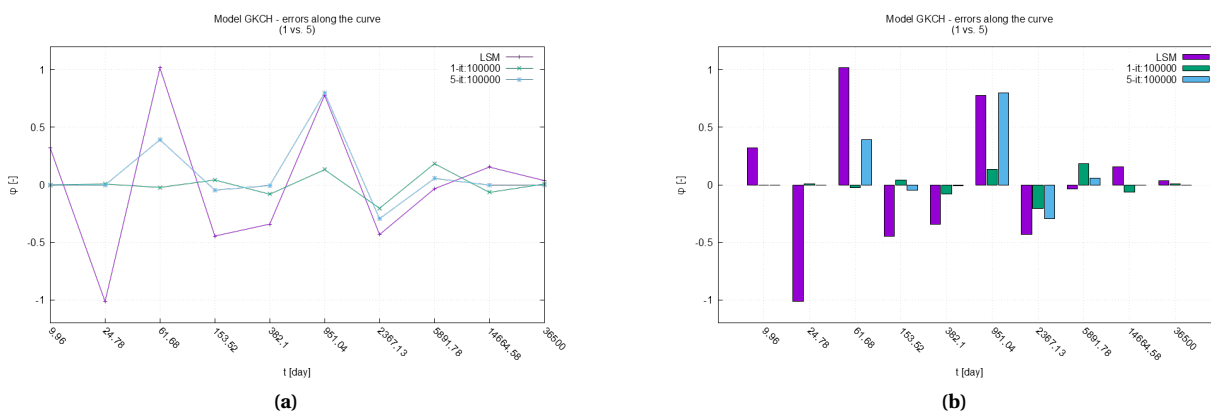 Model GKCH - errors along the curve
(1 vs. 5)
LSM
1-it:100000
5-it:100000
1
0.5
0
-0.5
-1
φ [-]
9.96
24.78
61.68
153.52
382.1
951.04
2367.13
5891.78
14664.58
36500
t [day]
(a)
Model GKCH - errors along the curve
(1 vs. 5)
LSM
1-it:100000
5-it:100000
1
0.5
0
-0.5
-1
φ [-]
9.96
24.78
61.68
153.52
382.1
951.04
2367.13
5891.78
14664.58
36500
t [day]
(b)